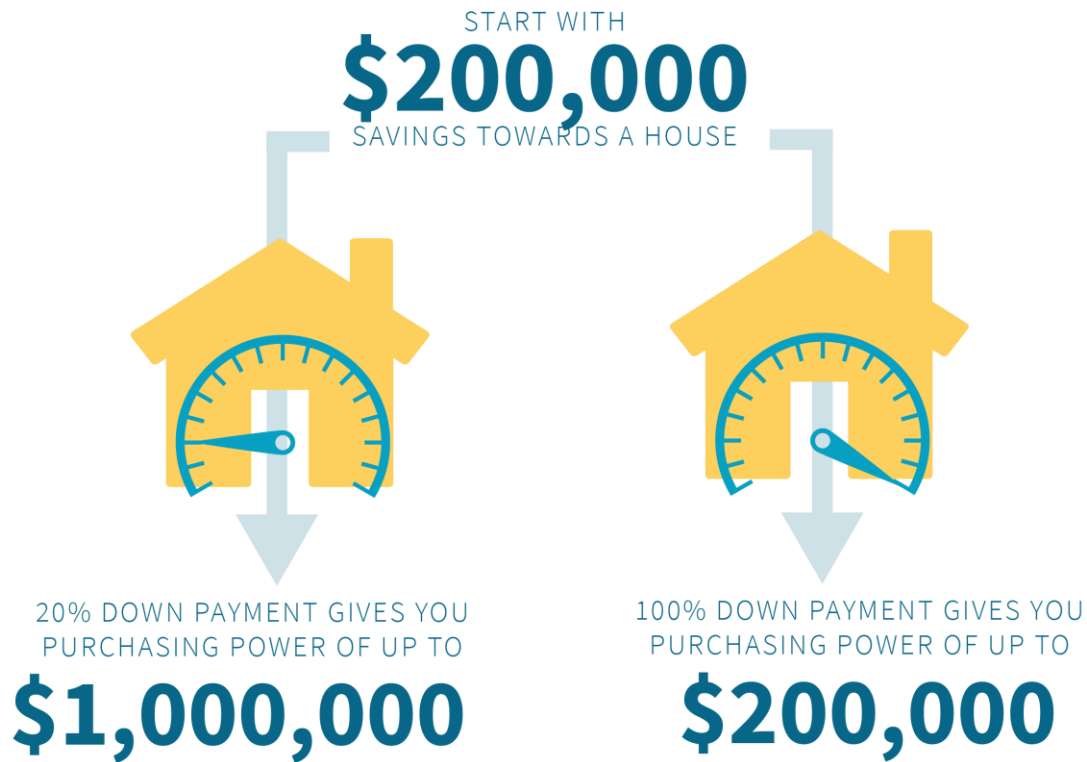 START WITH
$200,000
SAVINGS TOWARDS A HOUSE
20% DOWN PAYMENT GIVES YOU
PURCHASING POWER OF UP TO
$1,000,000
100% DOWN PAYMENT GIVES YOU
PURCHASING POWER OF UP TO
$200,000